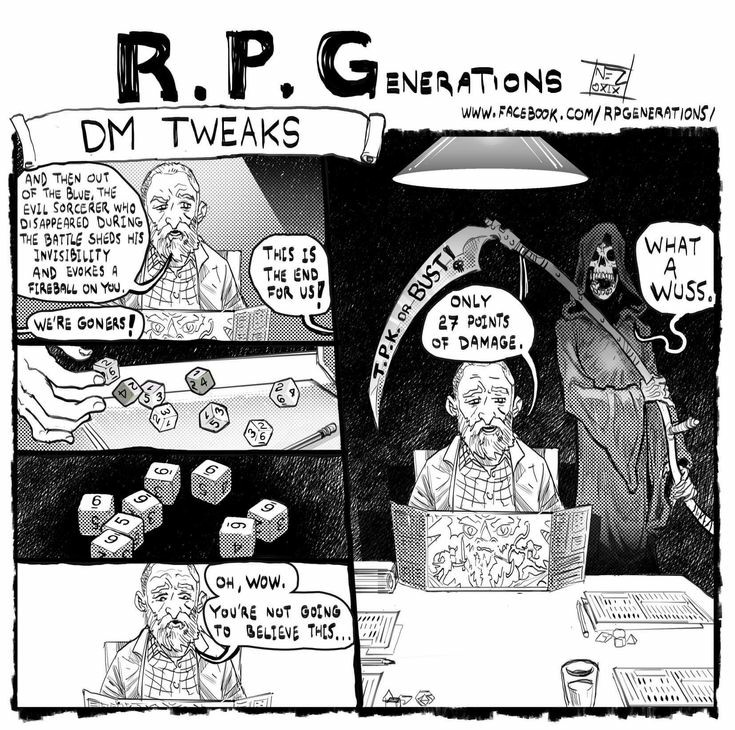 R.P.GENERATIONS
NEZ
OXIX
WWW.FACEBOOK.COM/RPGENERATIONS/
DM TWEAKS
AND THEN OUT
OF THE BLUE, THE
EVIL SORCERER WHO
DISAPPEARED DURING
THE BATTLE SHEDS HIS
INVISIBILITY
AND EVOKES A
FIREBALL ON YOU.
THIS IS
THE END
FOR US!
WE'RE GONERS!
OH, WOW.
YOU'RE NOT GOING
TO BELIEVE THIS...
T.P.K. OR BUST!
ONLY
27 POINTS
OF DAMAGE.
WHAT
A
WUSS.